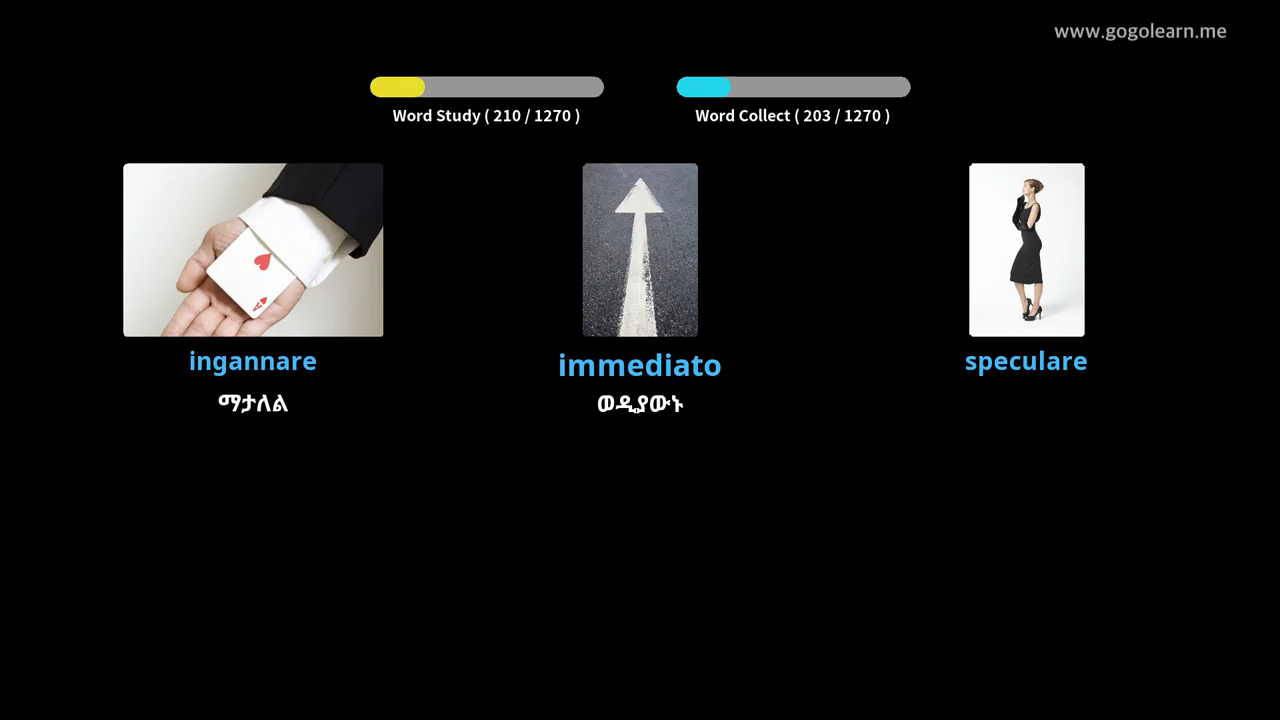 www.gogolearn.me
Word Study ( 210 / 1270 )
Word Collect ( 203 / 1270 )
ingannare
immediato
speculare
ማታለል
ወዲያውኑ